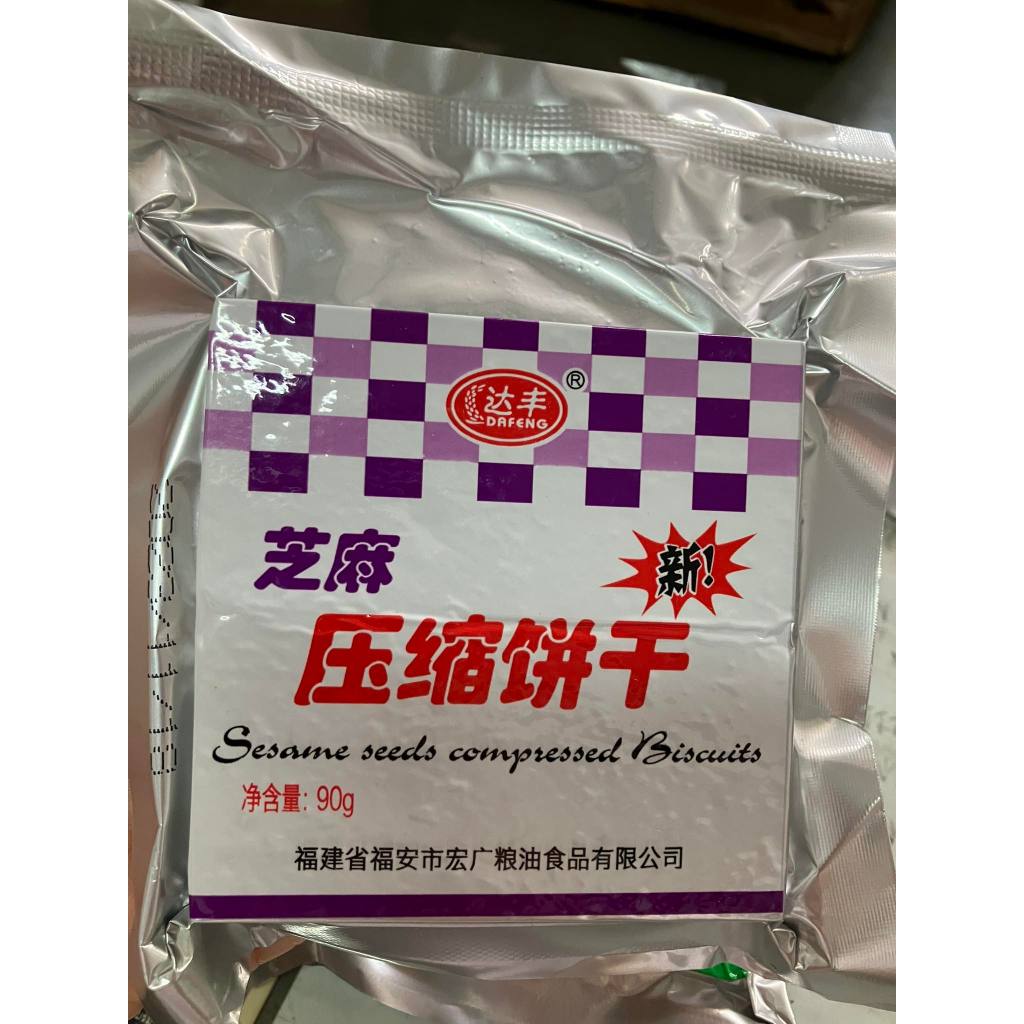 达丰
®
DAFENG
芝麻
新!
压缩饼干
Sesame seeds compressed Biscuits
净含量: 90g
福建省福安市宏广粮油食品有限公司